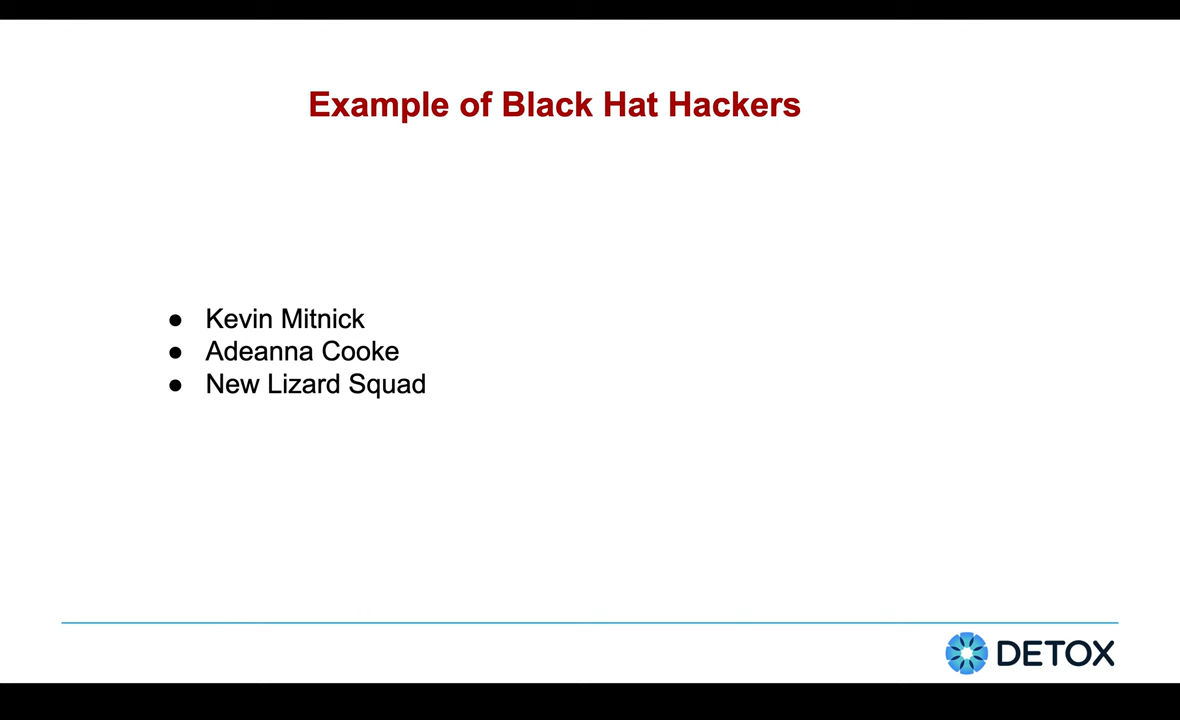 Example of Black Hat Hackers
● Kevin Mitnick
● Adeanna Cooke
● New Lizard Squad
DETOX